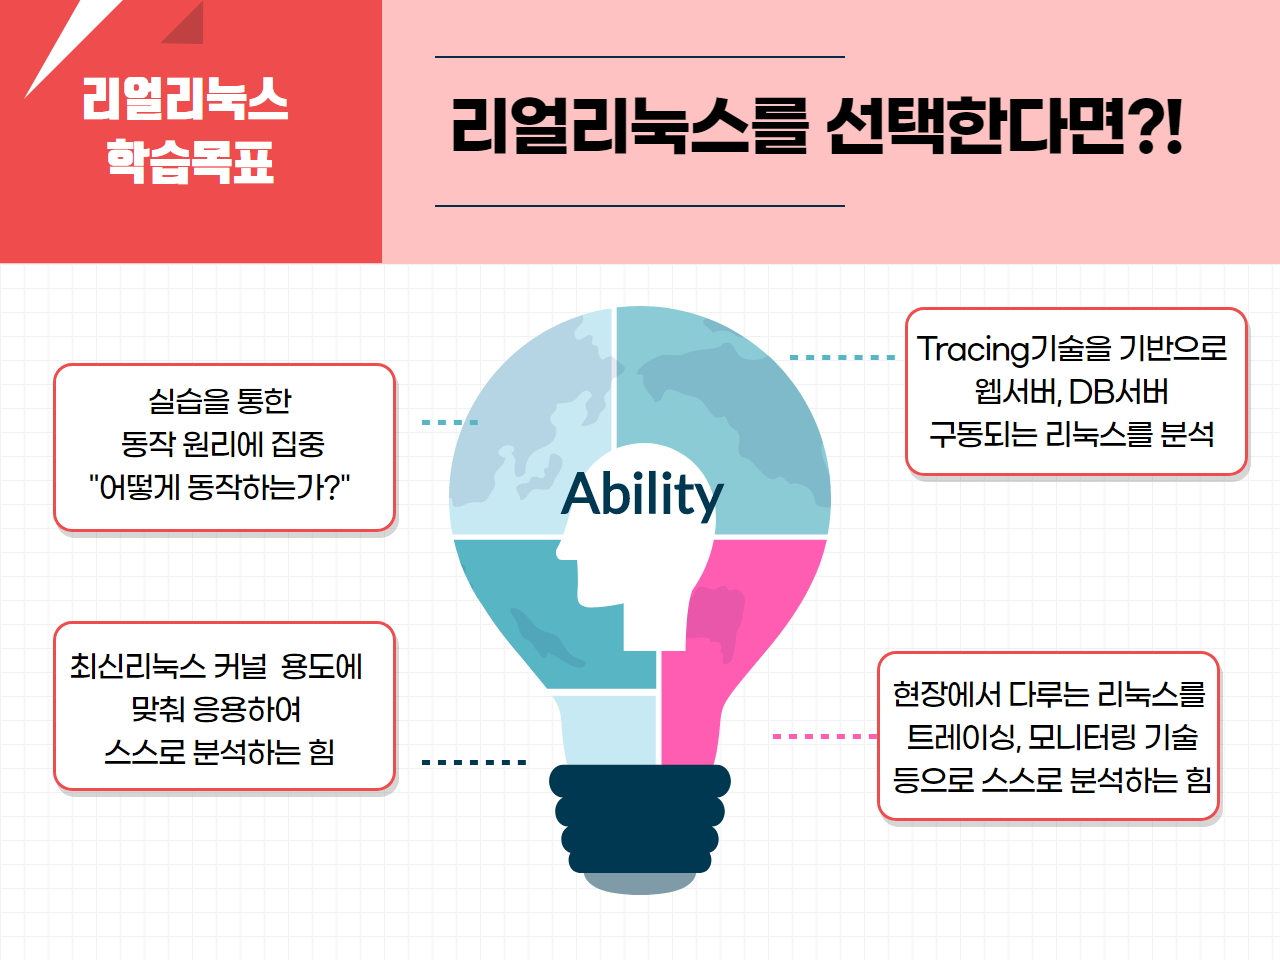 리얼리눅스
학습목표
리얼리눅스를 선택한다면?!
실습을 통한
동작 원리에 집중
"어떻게 동작하는가?"
Tracing기술을 기반으로
웹서버, DB서버
구동되는 리눅스를 분석
Ability
최신리눅스 커널 용도에
맞춰 응용하여
스스로 분석하는 힘
현장에서 다루는 리눅스를
트레이싱, 모니터링 기술
등으로 스스로 분석하는 힘